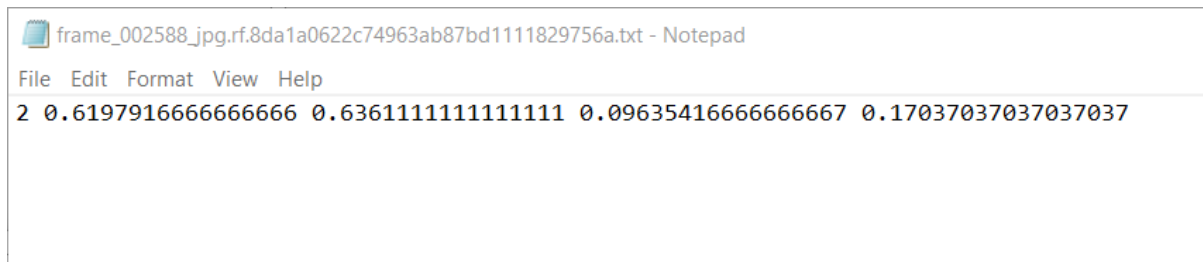 frame_002588_jpg.rf.8da1a0622c74963ab87bd1111829756a.txt - Notepad
File Edit Format View Help
2 0.6197916666666666 0.6361111111111111 0.09635416666666667 0.17037037037037037